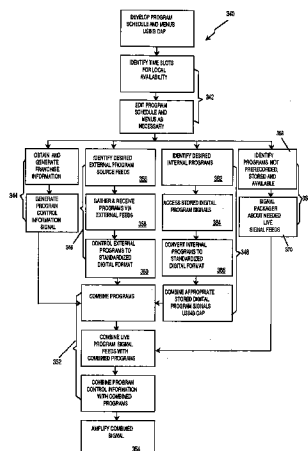 DEVELOP PROGRAM
SCHEDULE AND MENUS
USING CAP
340
IDENTIFY TIME SLOTS
FOR LOCAL
AVAILABILITY
342
EDIT PROGRAM
SCHEDULE AND
MENUS AS
NECESSARY
OBTAIN AND
GENERATE
FRANCHISE
INFORMATION
344
GENERATE
PROGRAM
CONTROL
INFORMATION
SIGNAL
IDENTIFY DESIRED
EXTERNAL PROGRAM
SOURCE FEEDS
GATHER & RECEIVE
PROGRAMS VIA
EXTERNAL FEEDS
358
346
CONTROL EXTERNAL
PROGRAMS TO
STANDARDIZED
DIGITAL FORMAT
360
IDENTIFY DESIRED
INTERNAL PROGRAMS
362
ACCESS STORED DIGITAL
PROGRAM SIGNALS
364
CONVERT INTERNAL
PROGRAMS TO
STANDARDIZED
DIGITAL FORMAT
366
348
COMBINE APPROPRIATE
STORED DIGITAL
PROGRAM SIGNALS
USING CAP
IDENTIFY
PROGRAMS NOT
PRERECORDED,
STORED AND
AVAILABLE
SIGNAL
PACKAGER
ABOUT NEEDED
LIVE
SIGNAL FEEDS
370
COMBINE PROGRAMS
COMBINE LIVE
PROGRAM SIGNAL
FEEDS WITH
COMBINED PROGRAMS
352
COMBINE PROGRAM
CONTROL INFORMATION
WITH COMBINED
PROGRAMS
AMPLIFY COMBINED
SIGNAL
354